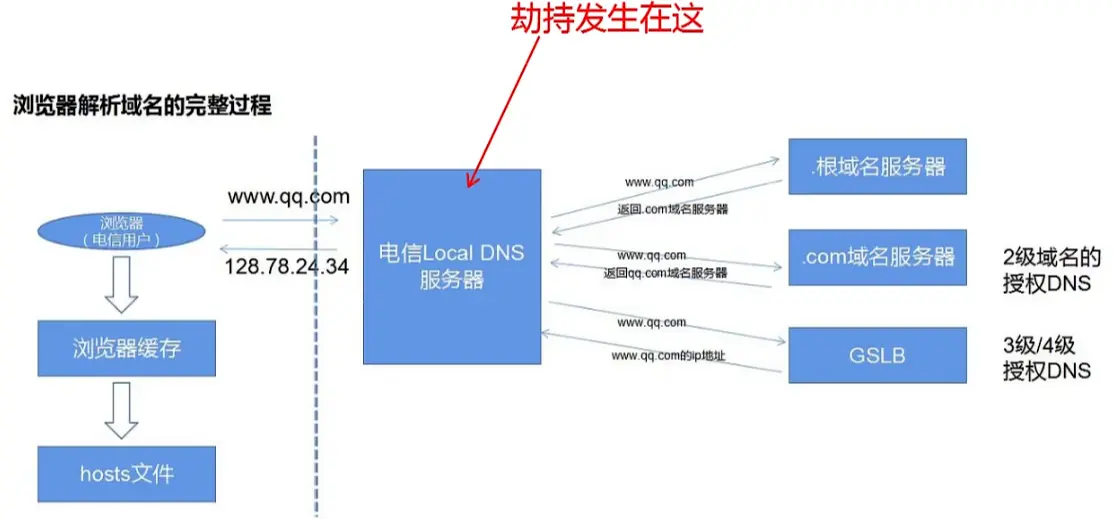 劫持发生在这
浏览器解析域名的完整过程
www.qq.com
128.78.24.34
浏览器
（电信用户）
浏览器缓存
hosts文件
电信Local DNS
服务器
www.qq.com
返回.com域名服务器
www.qq.com
返回qq.com域名服务器
www.qq.com
www.qq.com的ip地址
.根域名服务器
.com域名服务器
2级域名的
授权DNS
GSLB
3级/4级
授权DNS